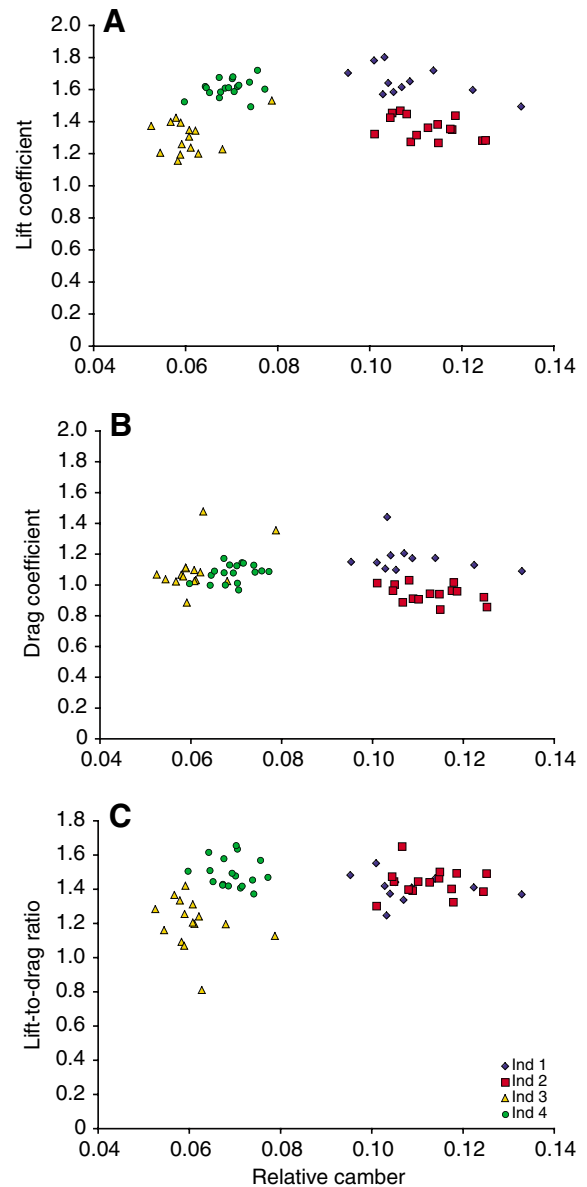 A
2.0
1.8
1.6
1.4
1.2
1.0
0.8
0.6
0.4
0.2
0
Lift coefficient
0.04 0.06 0.08 0.10 0.12 0.14
B
2.0
1.8
1.6
1.4
1.2
1.0
0.8
0.6
0.4
0.2
0
Drag coefficient
0.04 0.06 0.08 0.10 0.12 0.14
C
1.8
1.6
1.4
1.2
1.0
0.8
0.6
0.4
0.2
0
Lift-to-drag ratio
Ind 1
Ind 2
Ind 3
Ind 4
0.04 0.06 0.08 0.10 0.12 0.14
Relative camber